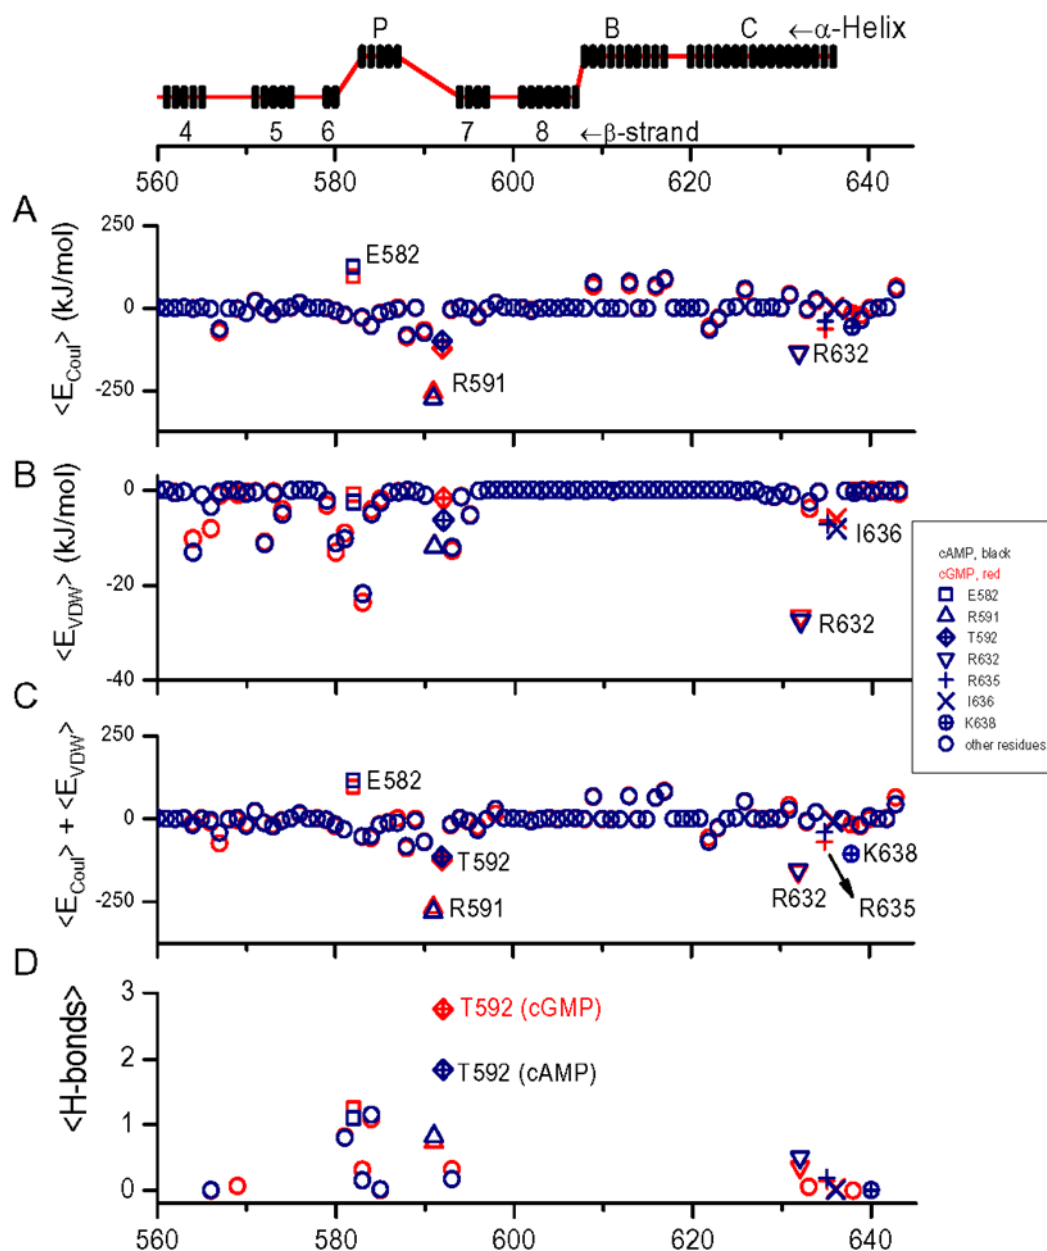 P B C ←α-Helix
4 5 6 7 8 ←β-strand
560 580 600 620 640
A
250
0
-250
<E_Coul> (kJ/mol)
E582
R591
R632
B
0
-20
-40
<E_VDW> (kJ/mol)
I636
R632
cAMP, black
cGMP, red
E582
R591
T592
R632
R635
I636
K638
other residues
C
250
0
-250
<E_Coul> + <E_VDW>
E582
T592
R591
K638
R632
R635
D
3
2
1
0
<H-bonds>
T592 (cGMP)
T592 (cAMP)
560 580 600 620 640